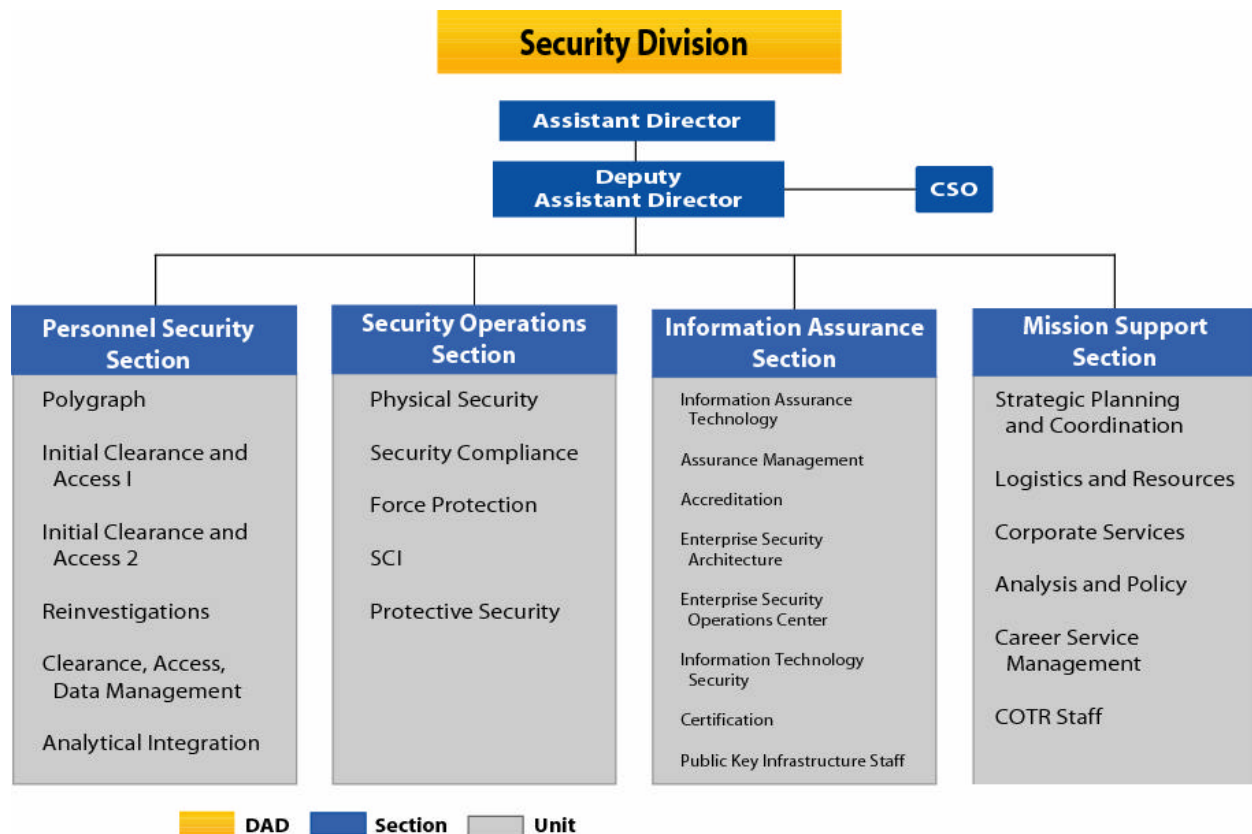 Security Division
Assistant Director
Deputy
Assistant Director
CSO
Personnel Security
Section
Polygraph
Initial Clearance and
Access I
Initial Clearance and
Access 2
Reinvestigations
Clearance, Access,
Data Management
Analytical Integration
Security Operations
Section
Physical Security
Security Compliance
Force Protection
SCI
Protective Security
Information Assurance
Section
Information Assurance
Technology
Assurance Management
Accreditation
Enterprise Security
Architecture
Enterprise Security
Operations Center
Information Technology
Security
Certification
Public Key Infrastructure Staff
Mission Support
Section
Strategic Planning
and Coordination
Logistics and Resources
Corporate Services
Analysis and Policy
Career Service
Management
COTR Staff
DAD Section Unit